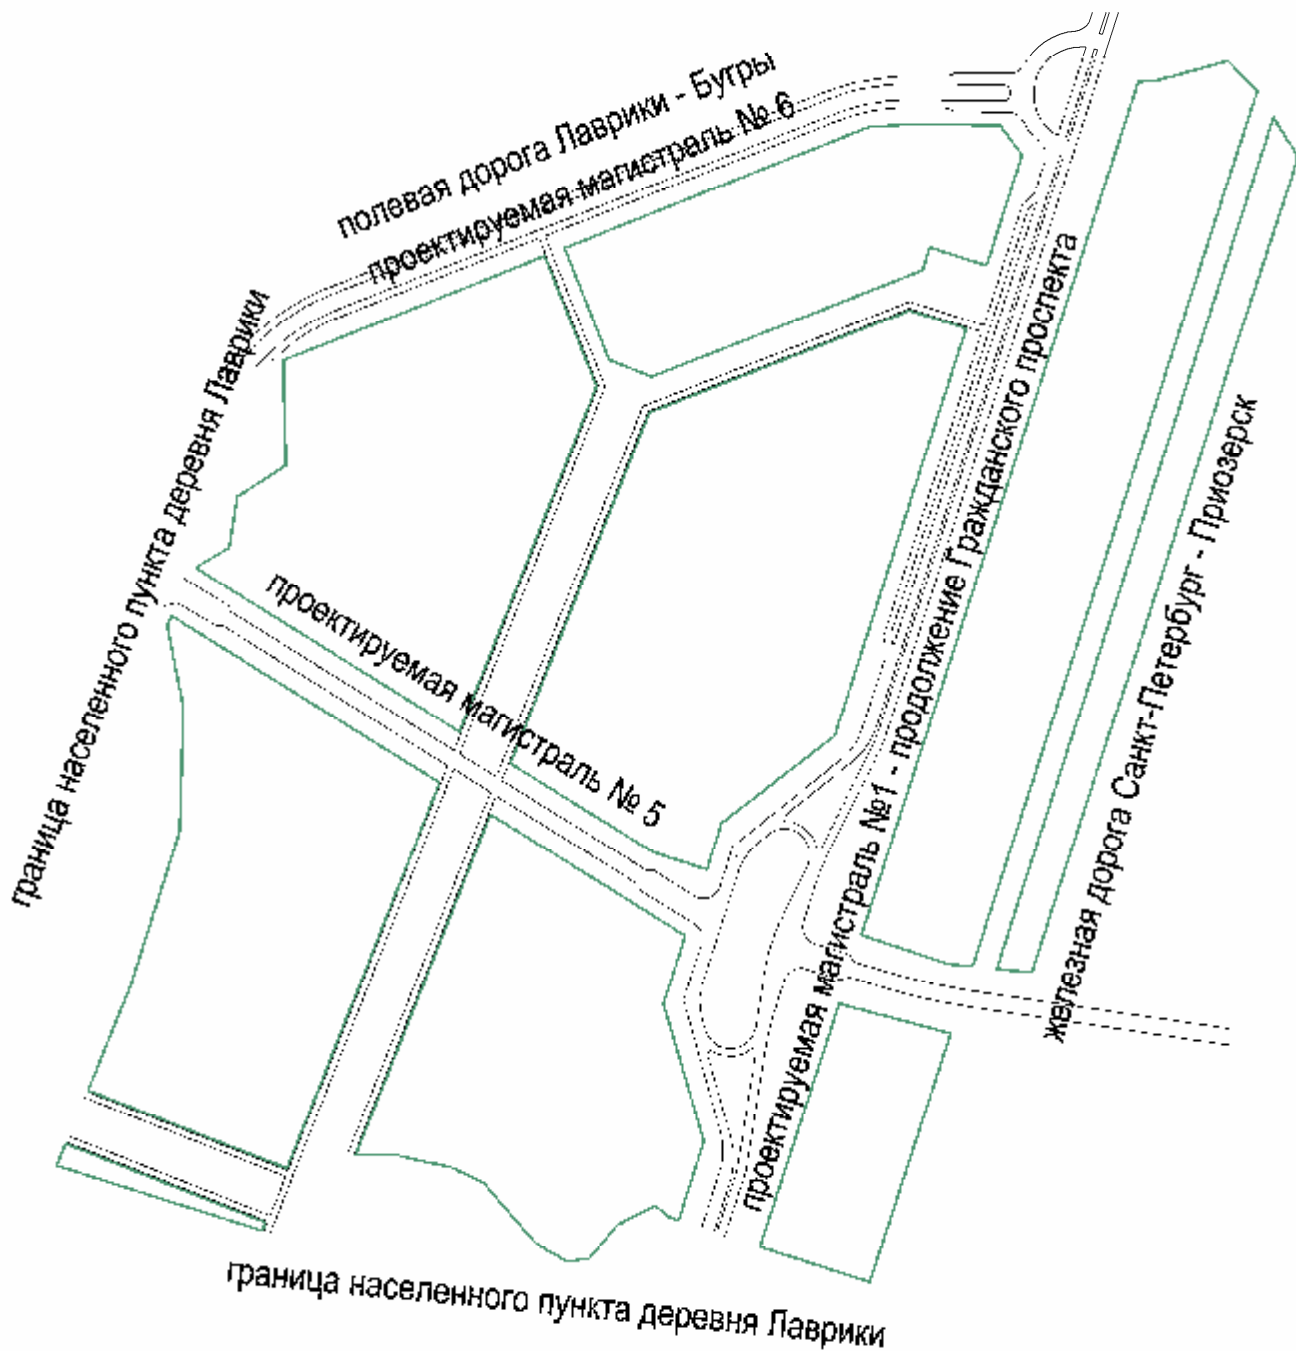 полевая дорога Лаврики - Бугры
проектируемая магистраль № 6
граница населенного пункта деревня Лаврики
проектируемая магистраль № 5
проектируемая магистраль №1 - продолжение Гражданского проспекта
железная дорога Санкт-Петербург - Приозерск
граница населенного пункта деревня Лаврики